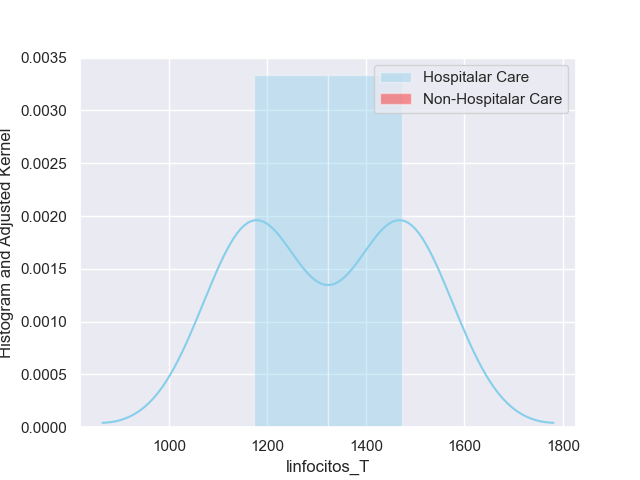 0.0035
0.0030
0.0025
0.0020
0.0015
0.0010
0.0005
0.0000
Histogram and Adjusted Kernel
Hospitalar Care
Non-Hospitalar Care
1000 1200 1400 1600 1800
linfocitos_T